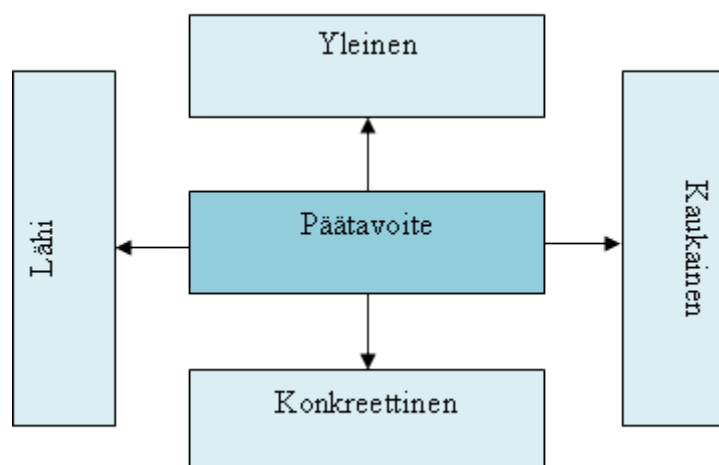 Yleinen
Lähi
Päätavoite
Kaukainen
Konkreettinen